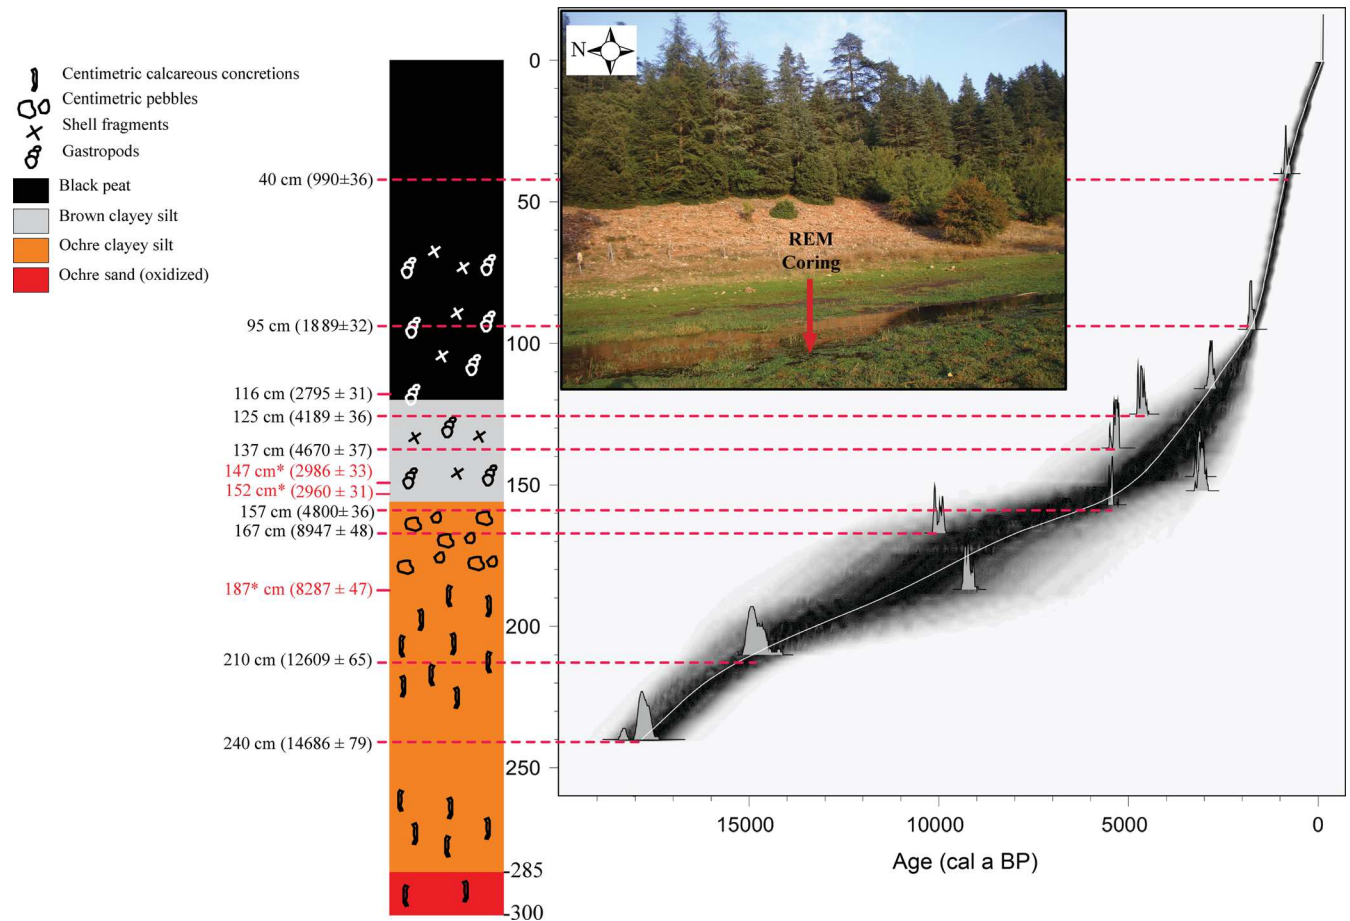 Centimetric calcareous concretions
Centimetric pebbles
Shell fragments
Gastropods
Black peat
Brown clayey silt
Ochre clayey silt
Ochre sand (oxidized)
40 cm (990±36)
95 cm (1889±32)
116 cm (2795 ± 31)
125 cm (4189 ± 36)
137 cm (4670 ± 37)
147 cm* (2986 ± 33)
152 cm* (2960 ± 31)
157 cm (4800± 36)
167 cm (8947 ± 48)
187* cm (8287 ± 47)
210 cm (12609 ± 65)
240 cm (14686 ± 79)
0
50
100
150
200
250
-285
-300
N
REM
Coring
15000
10000
5000
0
Age (cal a BP)